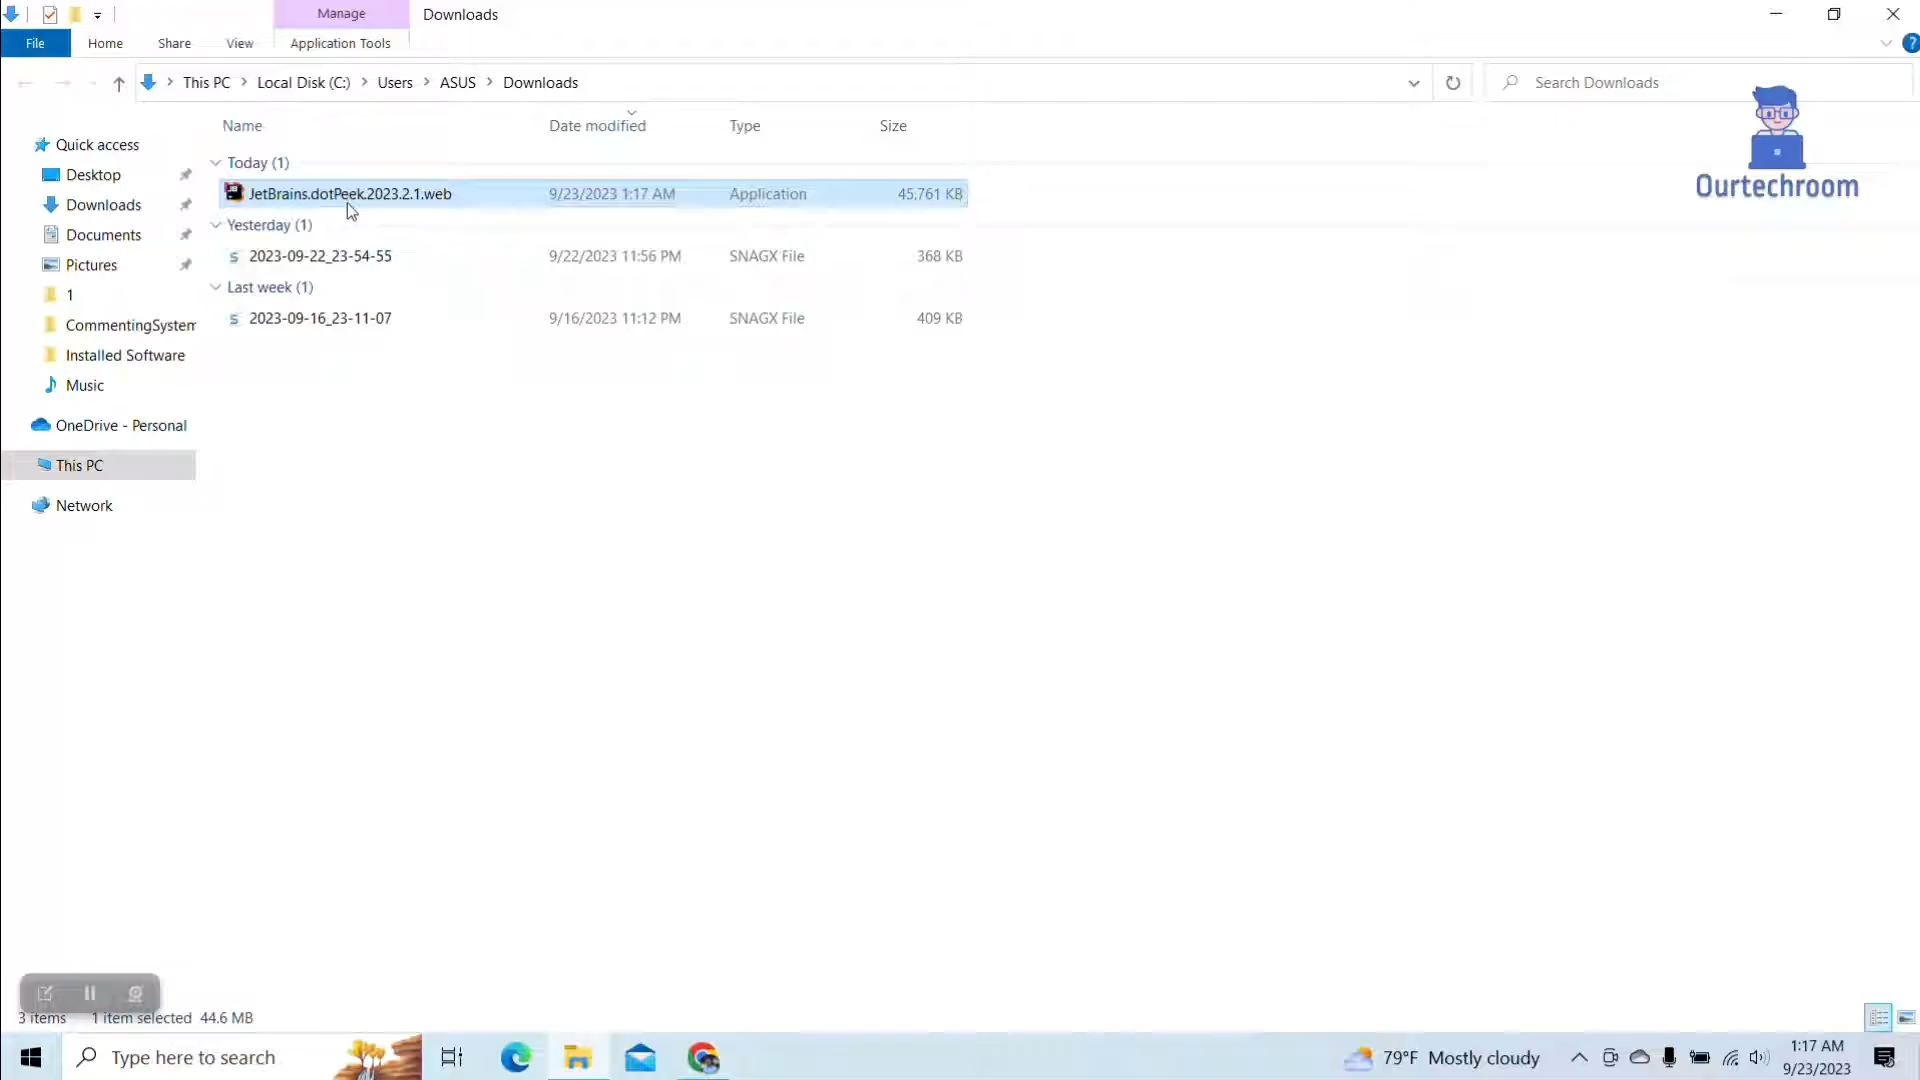 Manage
Downloads
File
Home
Share
View
Application Tools
This PC
Local Disk (C:)
Users
ASUS
Downloads
Search Downloads
Name
Date modified
Type
Size
Quick access
Desktop
Downloads
Documents
Pictures
1
CommentingSystem
Installed Software
Music
OneDrive - Personal
This PC
Network
Today (1)
JetBrains.dotPeek.2023.2.1.web
9/23/2023 1:17 AM
Application
45,761 KB
Yesterday (1)
2023-09-22_23-54-55
9/22/2023 11:56 PM
SNAGX File
368 KB
Last week (1)
2023-09-16_23-11-07
9/16/2023 11:12 PM
SNAGX File
409 KB
Ourtechroom
3 items
1 item selected 44.6 MB
Type here to search
79°F Mostly cloudy
1:17 AM
9/23/2023